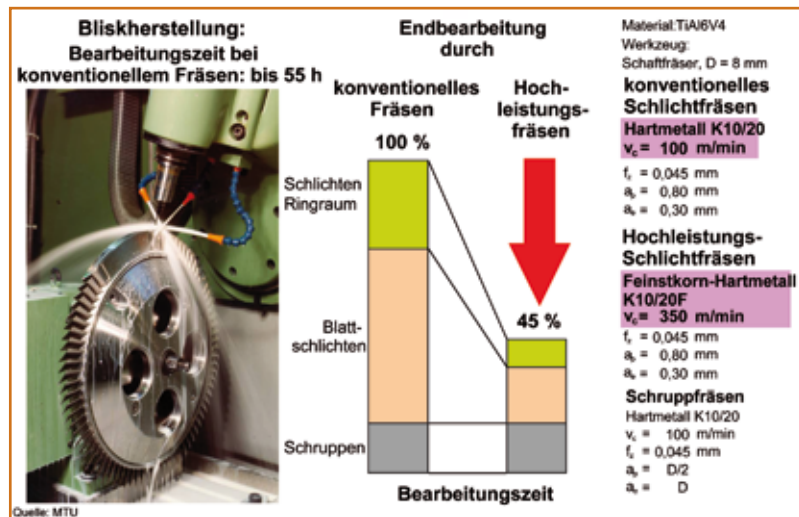 Bliskherstellung:
Bearbeitungszeit bei
konventionellem Fräsen: bis 55 h
Quelle: MTU
Endbearbeitung
durch
konventionelles
Fräsen
Hoch-
leistungs-
fräsen
100 %
45 %
Schlichten
Ringraum
Blatt-
schlichten
Schruppen
Bearbeitungszeit
Material:TiAl6V4
Werkzeug:
Schaftfräser, D = 8 mm
konventionelles
Schlichtfräsen
Hartmetall K10/20
vc = 100 m/min
fz = 0,045 mm
ap = 0,80 mm
ae = 0,30 mm
Hochleistungs-
Schlichtfräsen
Feinstkorn-Hartmetall
K10/20F
vc = 350 m/min
fz = 0,045 mm
ap = 0,80 mm
ae = 0,30 mm
Schruppfräsen
Hartmetall K10/20
vc = 100 m/min
fz = 0,045 mm
ap = D/2
ae = D